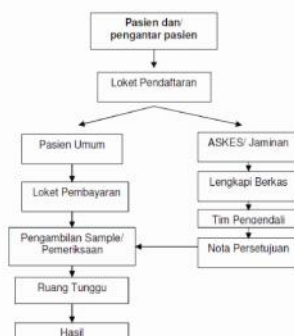 Pasien dan/
pengantar pasien
Loket Pendaftaran
Pasien Umum
ASKES/ Jaminan
Loket Pembayaran
Lengkapi Berkas
Tim Pengendali
Pengambilan Sample/
Pemeriksaan
Nota Persetujuan
Ruang Tunggu
Hasil